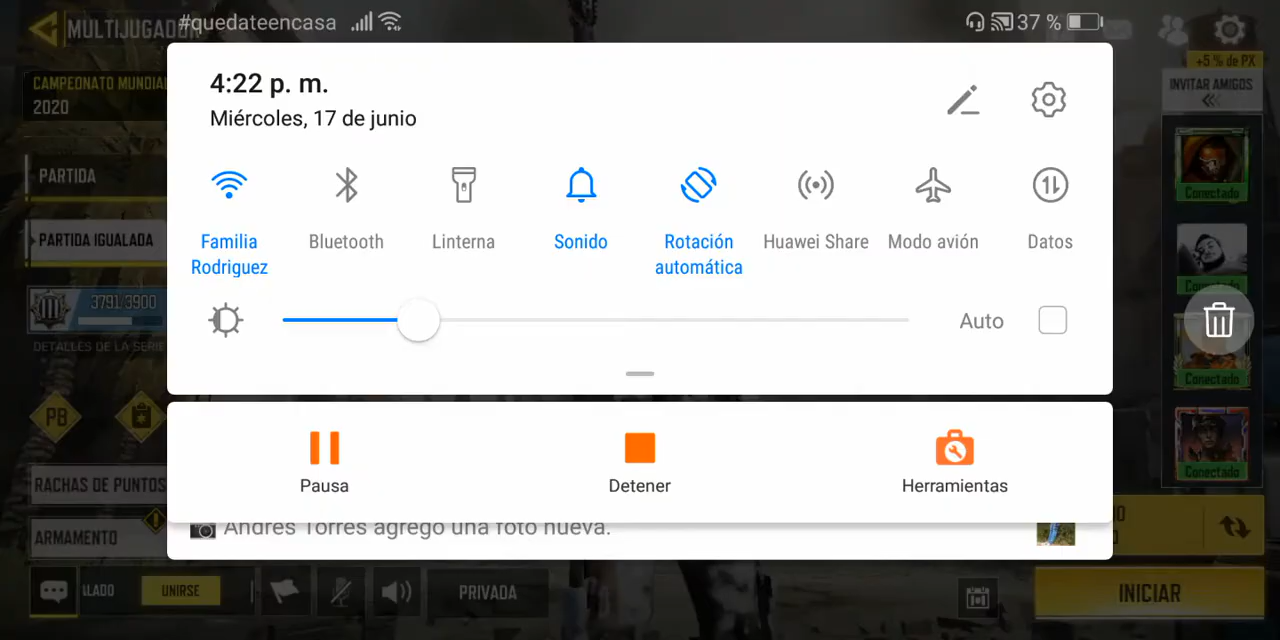 MULTIJUGADOR
#quedateencasa
37 %
+5 % de PX
CAMPEONATO MUNDIAL
2020
INVITAR AMIGOS
4:22 p. m.
Miércoles, 17 de junio
PARTIDA
PARTIDA IGUALADA
3791/3900
DETALLES DE LA SERIE
Familia Rodriguez
Bluetooth
Linterna
Sonido
Rotación automática
Huawei Share
Modo avión
Datos
Auto
Conectado
Conectado
Conectado
Conectado
P8
RACHAS DE PUNTOS
ARMAMENTO
Pausa
Detener
Herramientas
Andrés Torres agregó una foto nueva.
LLADO
UNIRSE
PRIVADA
INICIAR